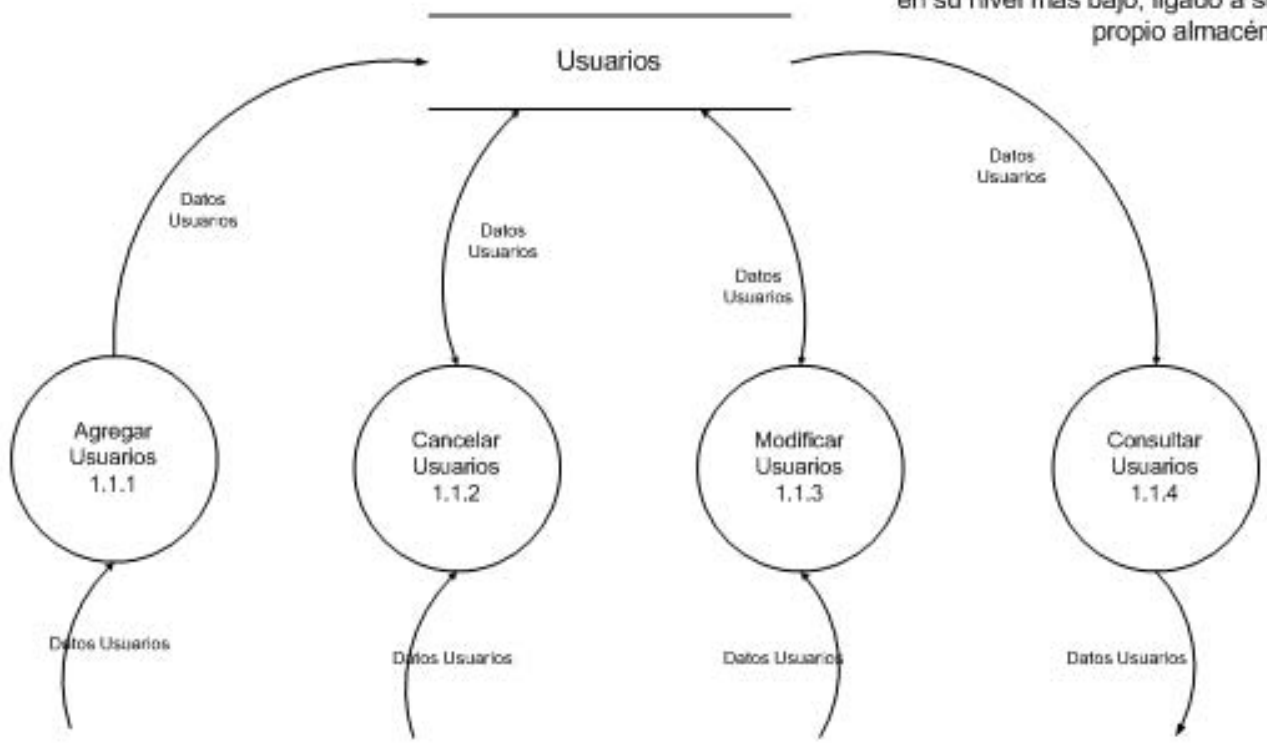 en su nivel más bajo, ligado a s
propio almacén
Usuarios
Datos
Usuarios
Datos
Usuarios
Datos
Usuarios
Datos
Usuarios
Agregar
Usuarios
1.1.1
Cancelar
Usuarios
1.1.2
Modificar
Usuarios
1.1.3
Consultar
Usuarios
1.1.4
Datos Usuarios
Datos Usuarios
Datos Usuarios
Datos Usuarios